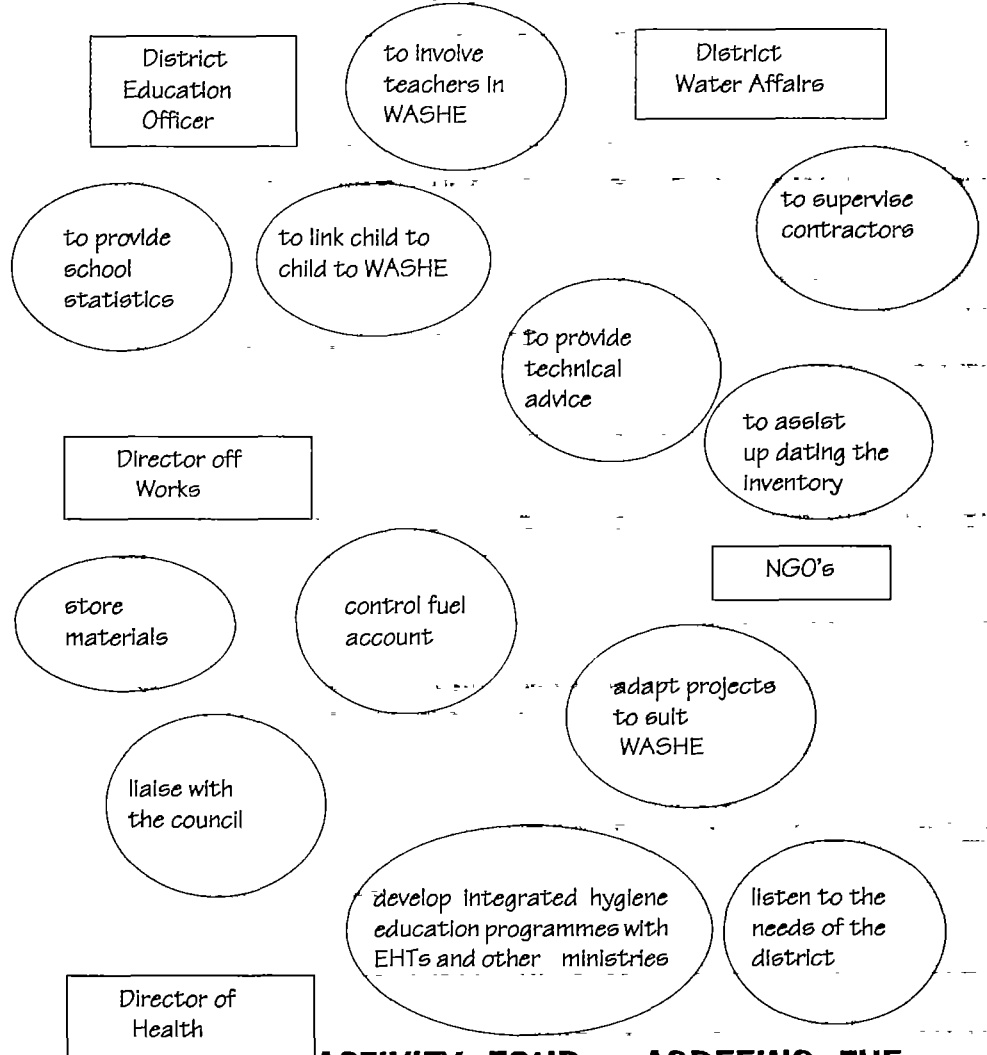 District
Education
Officer
to involve
teachers in
WASHE
District
Water Affairs
to provide
school
statistics
to link child to
child to WASHE
to supervise
contractors
to provide
technical
advice
to assist
up dating the
inventory
Director off
Works
NGO's
store
materials
control fuel
account
adapt projects
to suit
WASHE
liaise with
the council
develop integrated hygiene
education programmes with
EHTs and other ministries
listen to the
needs of the
district
Director of
Health